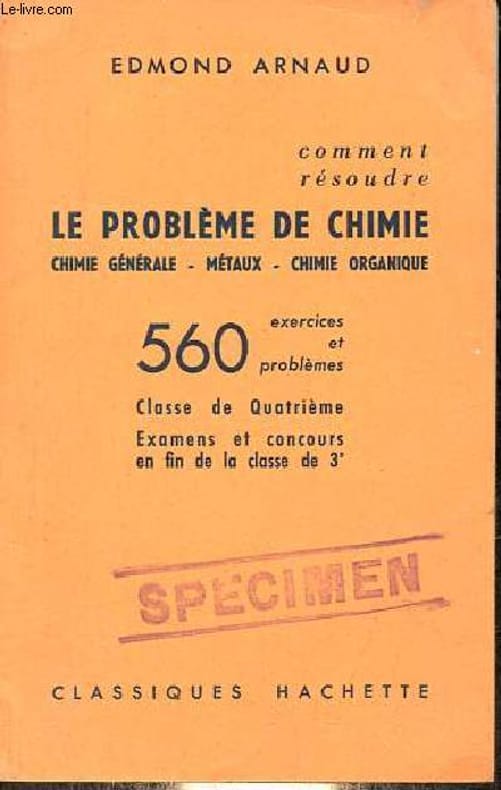 Le-livre.com
EDMOND ARNAUD
comment
résoudre
LE PROBLÈME DE CHIMIE
CHIMIE GÉNÉRALE - MÉTAUX - CHIMIE ORGANIQUE
560 exercices
et
problèmes
Classe de Quatrième
Examens et concours
en fin de la classe de 3ᵉ
SPECIMEN
CLASSIQUES HACHETTE